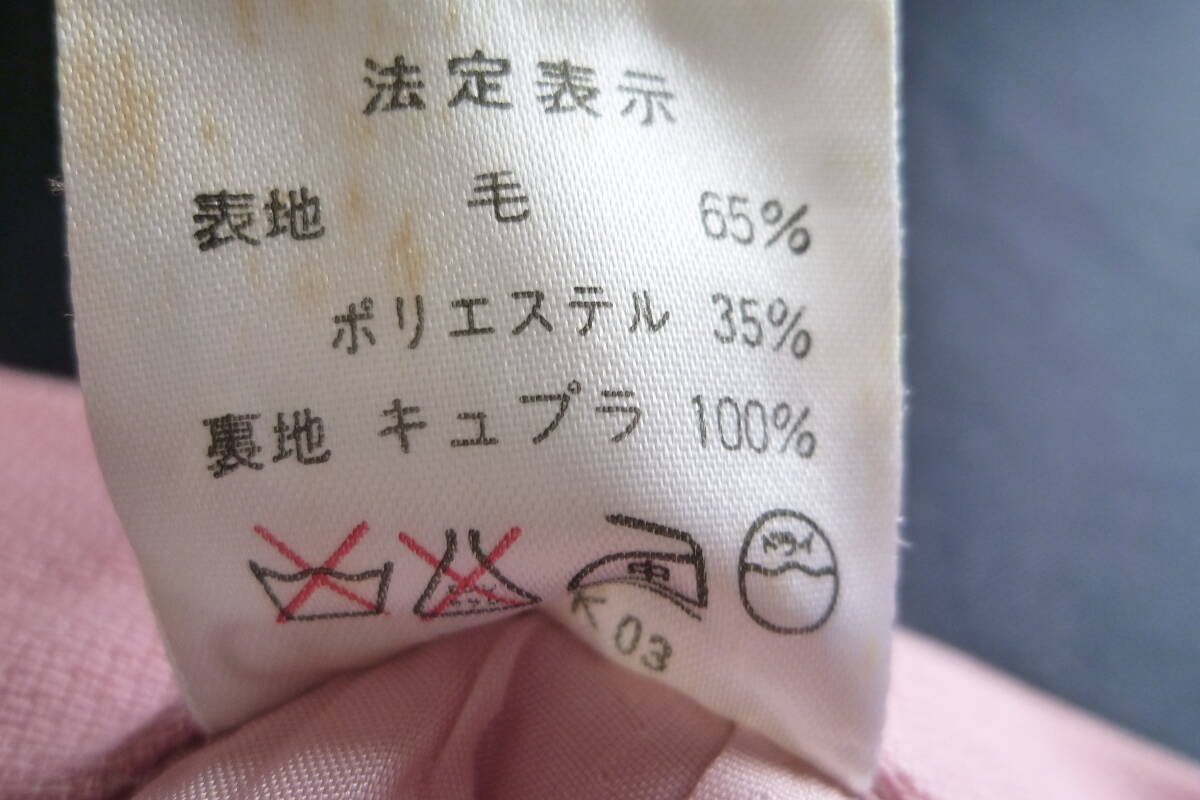 法定表示
表地 毛 65%
ポリエステル 35%
裏地 キュプラ 100%
中 ドライ
K 03